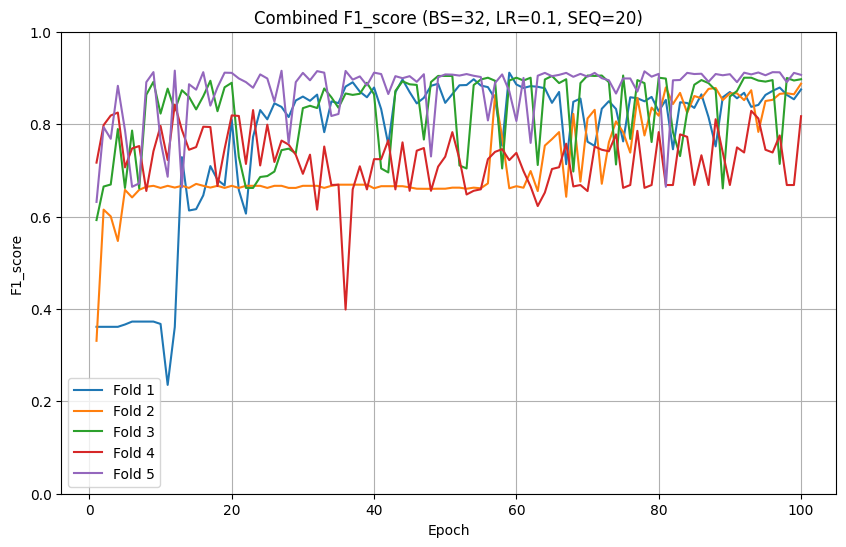 Combined F1_score (BS=32, LR=0.1, SEQ=20)
1.0
0.8
0.6
0.4
0.2
0.0
F1_score
Fold 1
Fold 2
Fold 3
Fold 4
Fold 5
0 20 40 60 80 100
Epoch